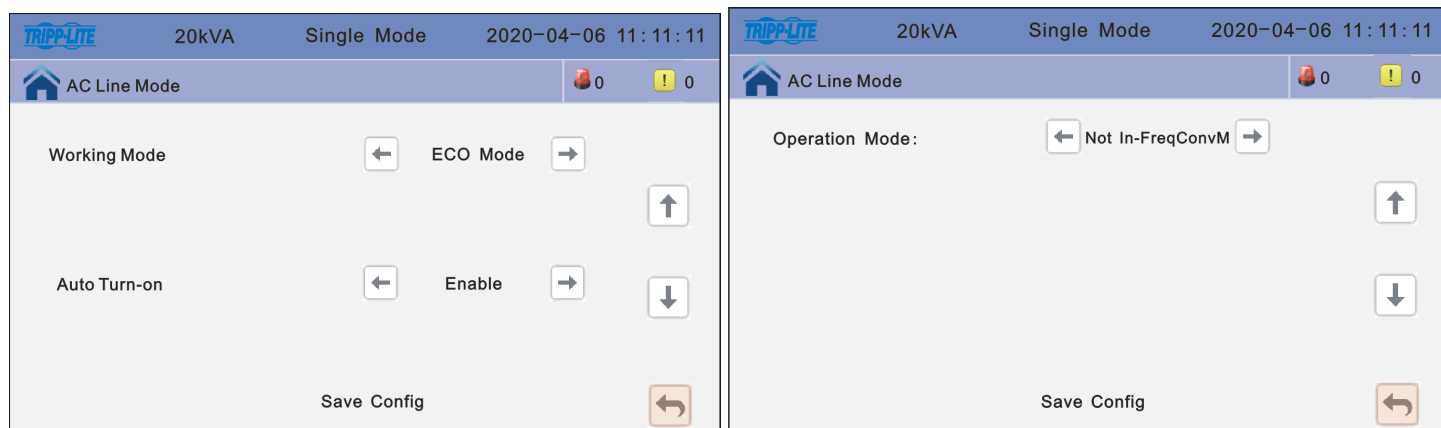 TRIPP·LITE 20kVA Single Mode 2020-04-06 11:11:11
AC Line Mode 0 ! 0
Working Mode ECO Mode
Auto Turn-on Enable
Save Config
TRIPP·LITE 20kVA Single Mode 2020-04-06 11:11:11
AC Line Mode 0 ! 0
Operation Mode: Not In-FreqConvM
Save Config